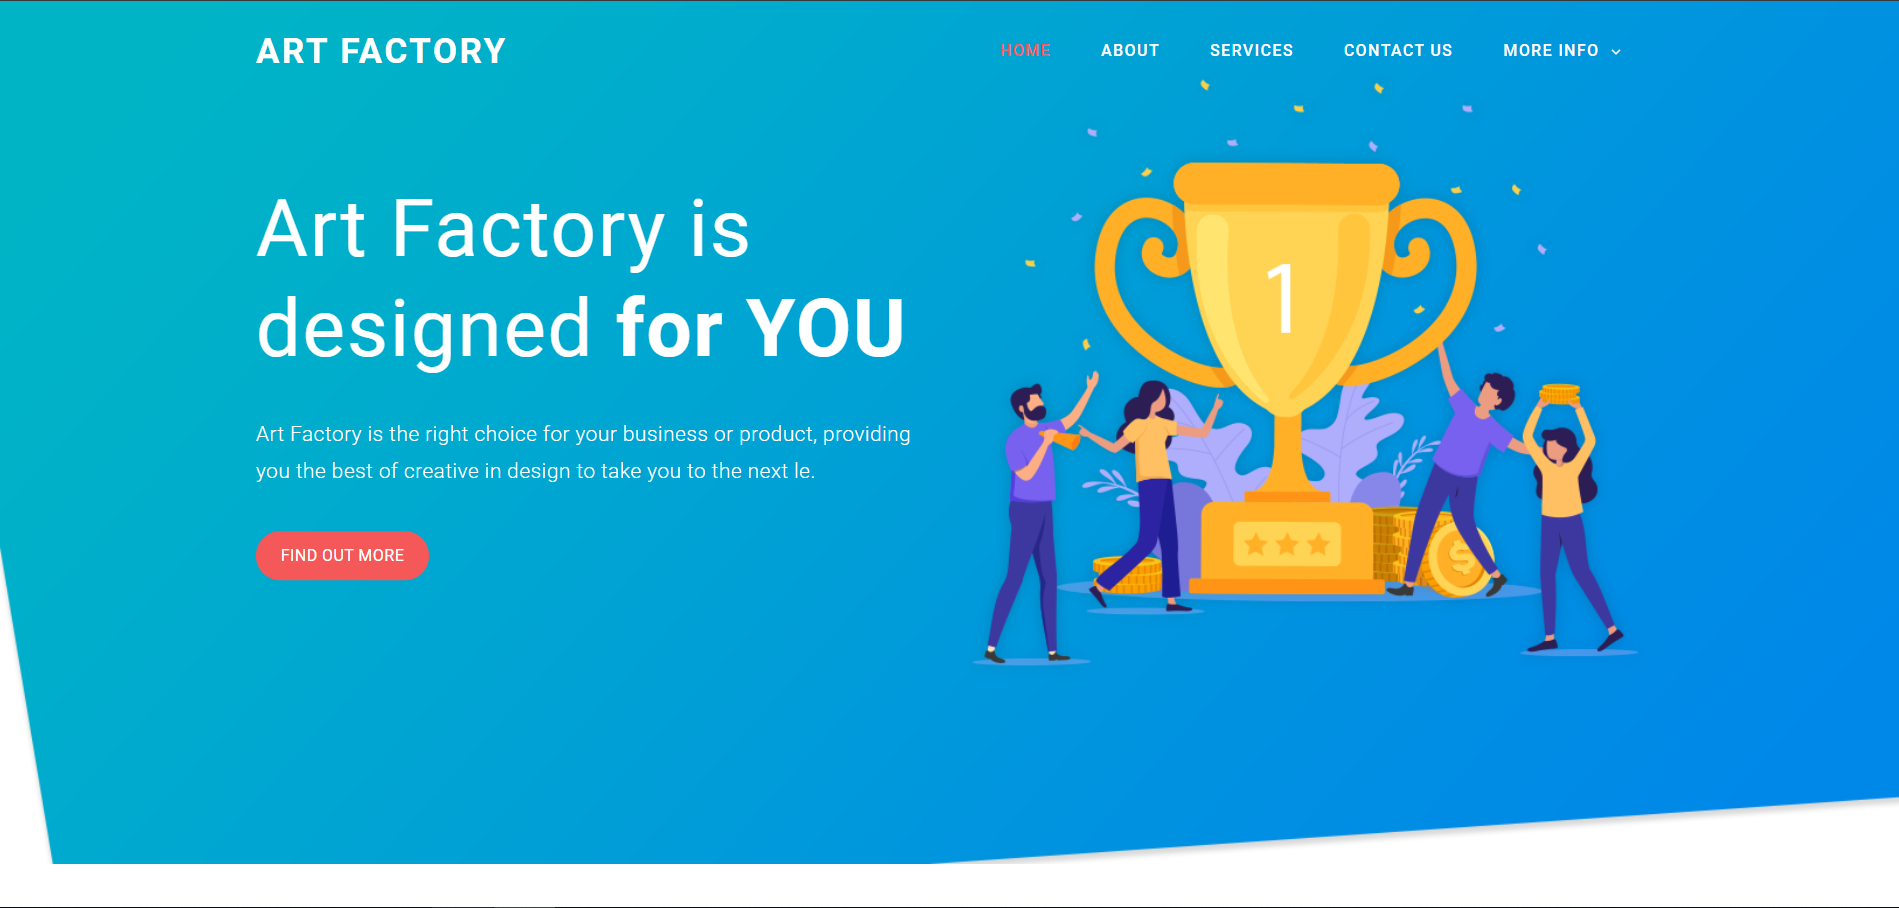 ART FACTORY
HOME ABOUT SERVICES CONTACT US MORE INFO
Art Factory is
designed for YOU
Art Factory is the right choice for your business or product, providing
you the best of creative in design to take you to the next le.
FIND OUT MORE
1
$